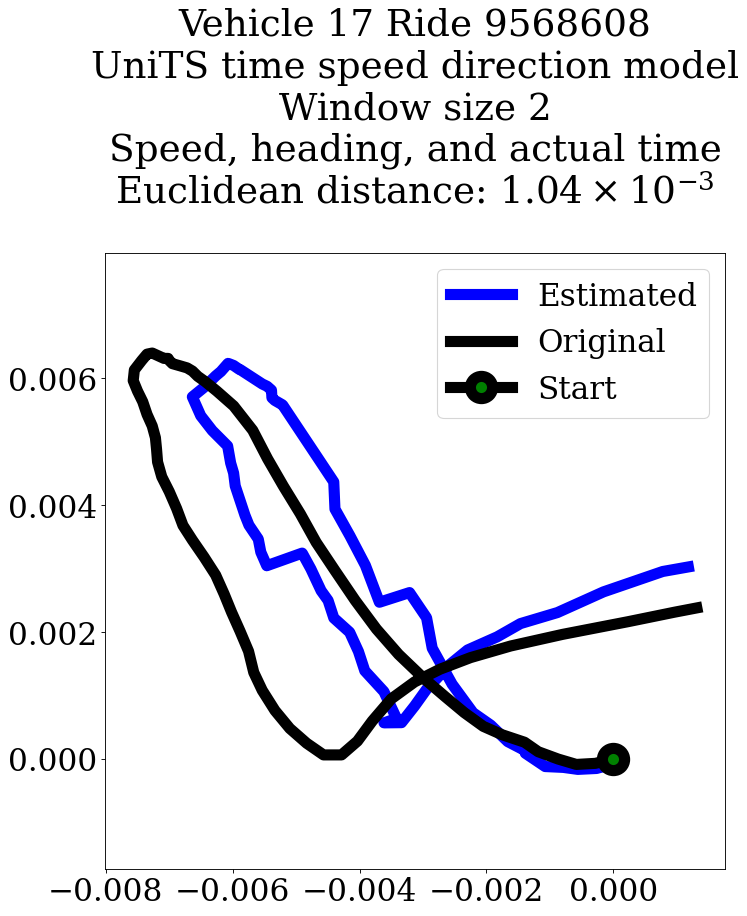 Vehicle 17 Ride 9568608
UniTS time speed direction model
Window size 2
Speed, heading, and actual time
Euclidean distance: 1.04 × 10⁻³
Estimated
Original
Start
0.006
0.004
0.002
0.000
−0.008 −0.006 −0.004 −0.002 0.000